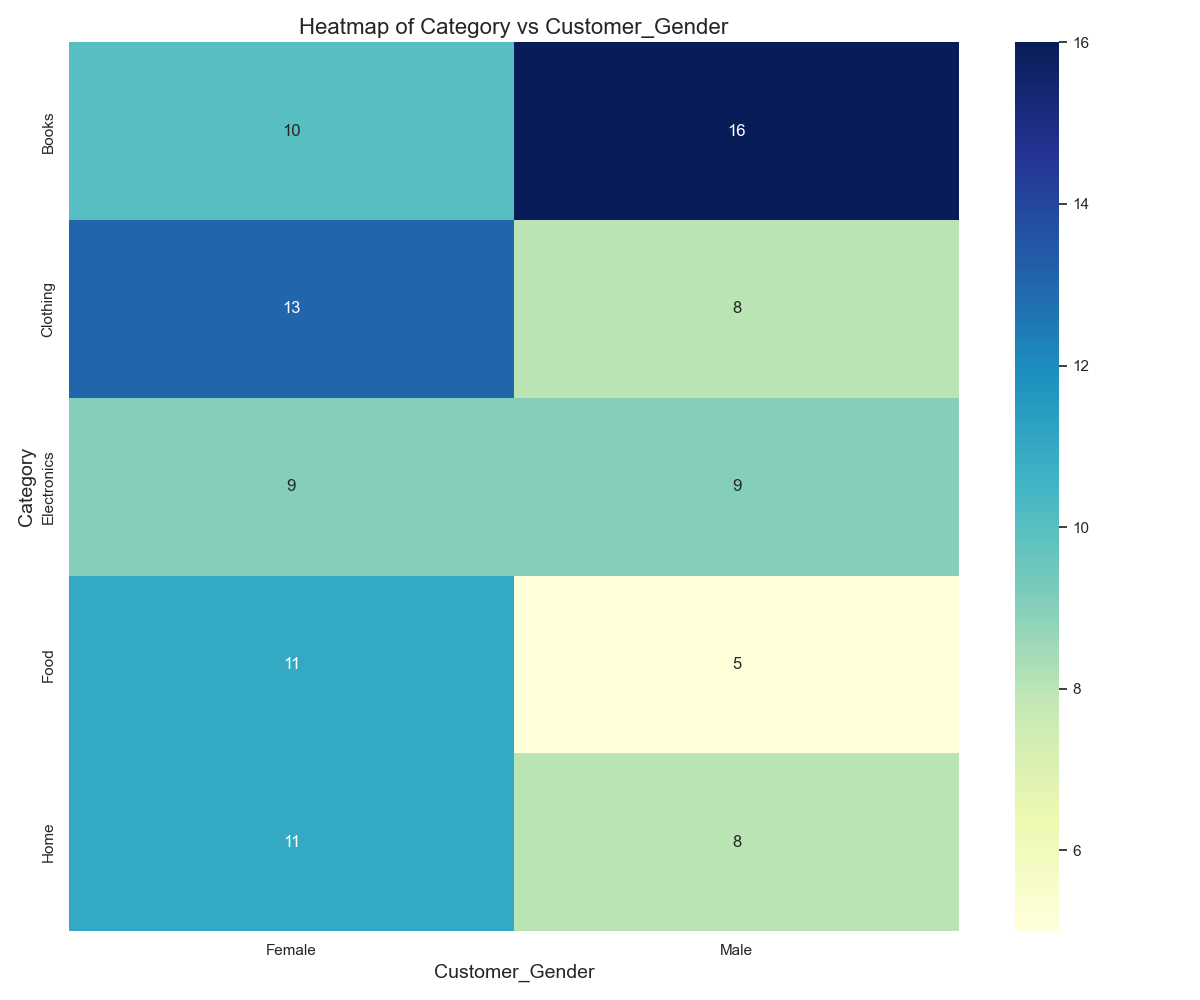 Heatmap of Category vs Customer_Gender
Category
Books
10
16
Clothing
13
8
Electronics
9
9
Food
11
5
Home
11
8
Female
Male
Customer_Gender
16
14
12
10
8
6